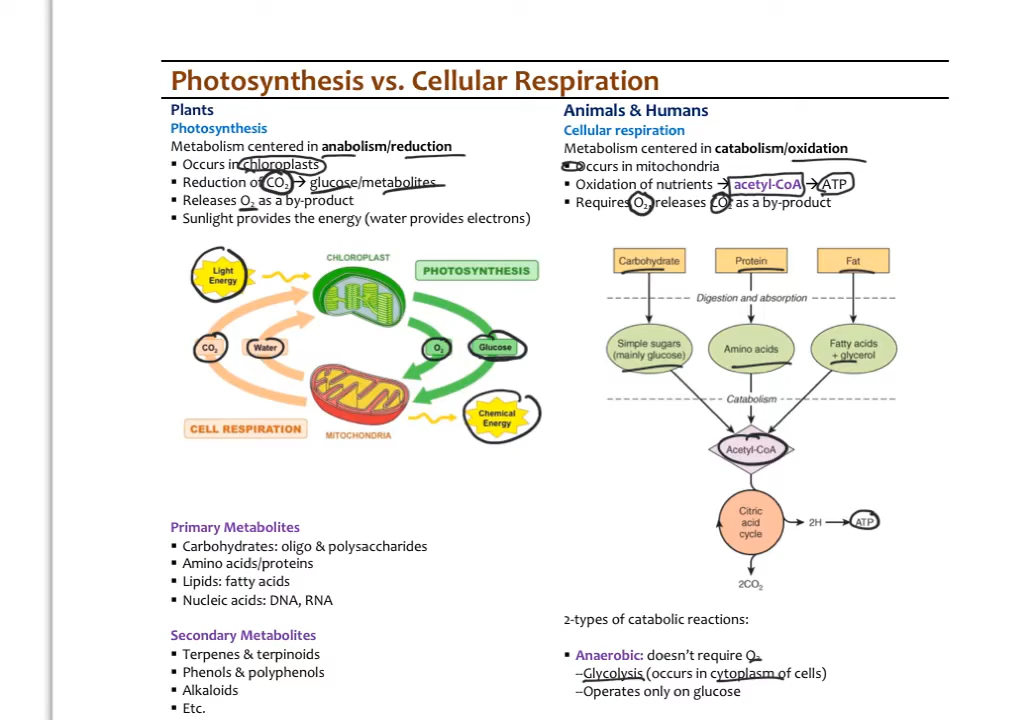 Photosynthesis vs. Cellular Respiration
Plants
Photosynthesis
Metabolism centered in anabolism/reduction
▪ Occurs in chloroplasts
▪ Reduction of CO₂ → glucose/metabolites
▪ Releases O₂ as a by-product
▪ Sunlight provides the energy (water provides electrons)
Light
Energy
CHLOROPLAST
PHOTOSYNTHESIS
CO₂
Water
O₂
Glucose
CELL RESPIRATION
MITOCHONDRIA
Chemical
Energy
Primary Metabolites
▪ Carbohydrates: oligo & polysaccharides
▪ Amino acids/proteins
▪ Lipids: fatty acids
▪ Nucleic acids: DNA, RNA
Secondary Metabolites
▪ Terpenes & terpinoids
▪ Phenols & polyphenols
▪ Alkaloids
▪ Etc.
Animals & Humans
Cellular respiration
Metabolism centered in catabolism/oxidation
▪ Occurs in mitochondria
▪ Oxidation of nutrients → acetyl-CoA → ATP
▪ Requires O₂, releases CO₂ as a by-product
Carbohydrate
Protein
Fat
Digestion and absorption
Simple sugars
(mainly glucose)
Amino acids
Fatty acids
+ glycerol
Catabolism
Acetyl-CoA
Citric
acid
cycle
2H
ATP
2CO₂
2-types of catabolic reactions:
▪ Anaerobic: doesn't require O₂
–Glycolysis (occurs in cytoplasm of cells)
–Operates only on glucose